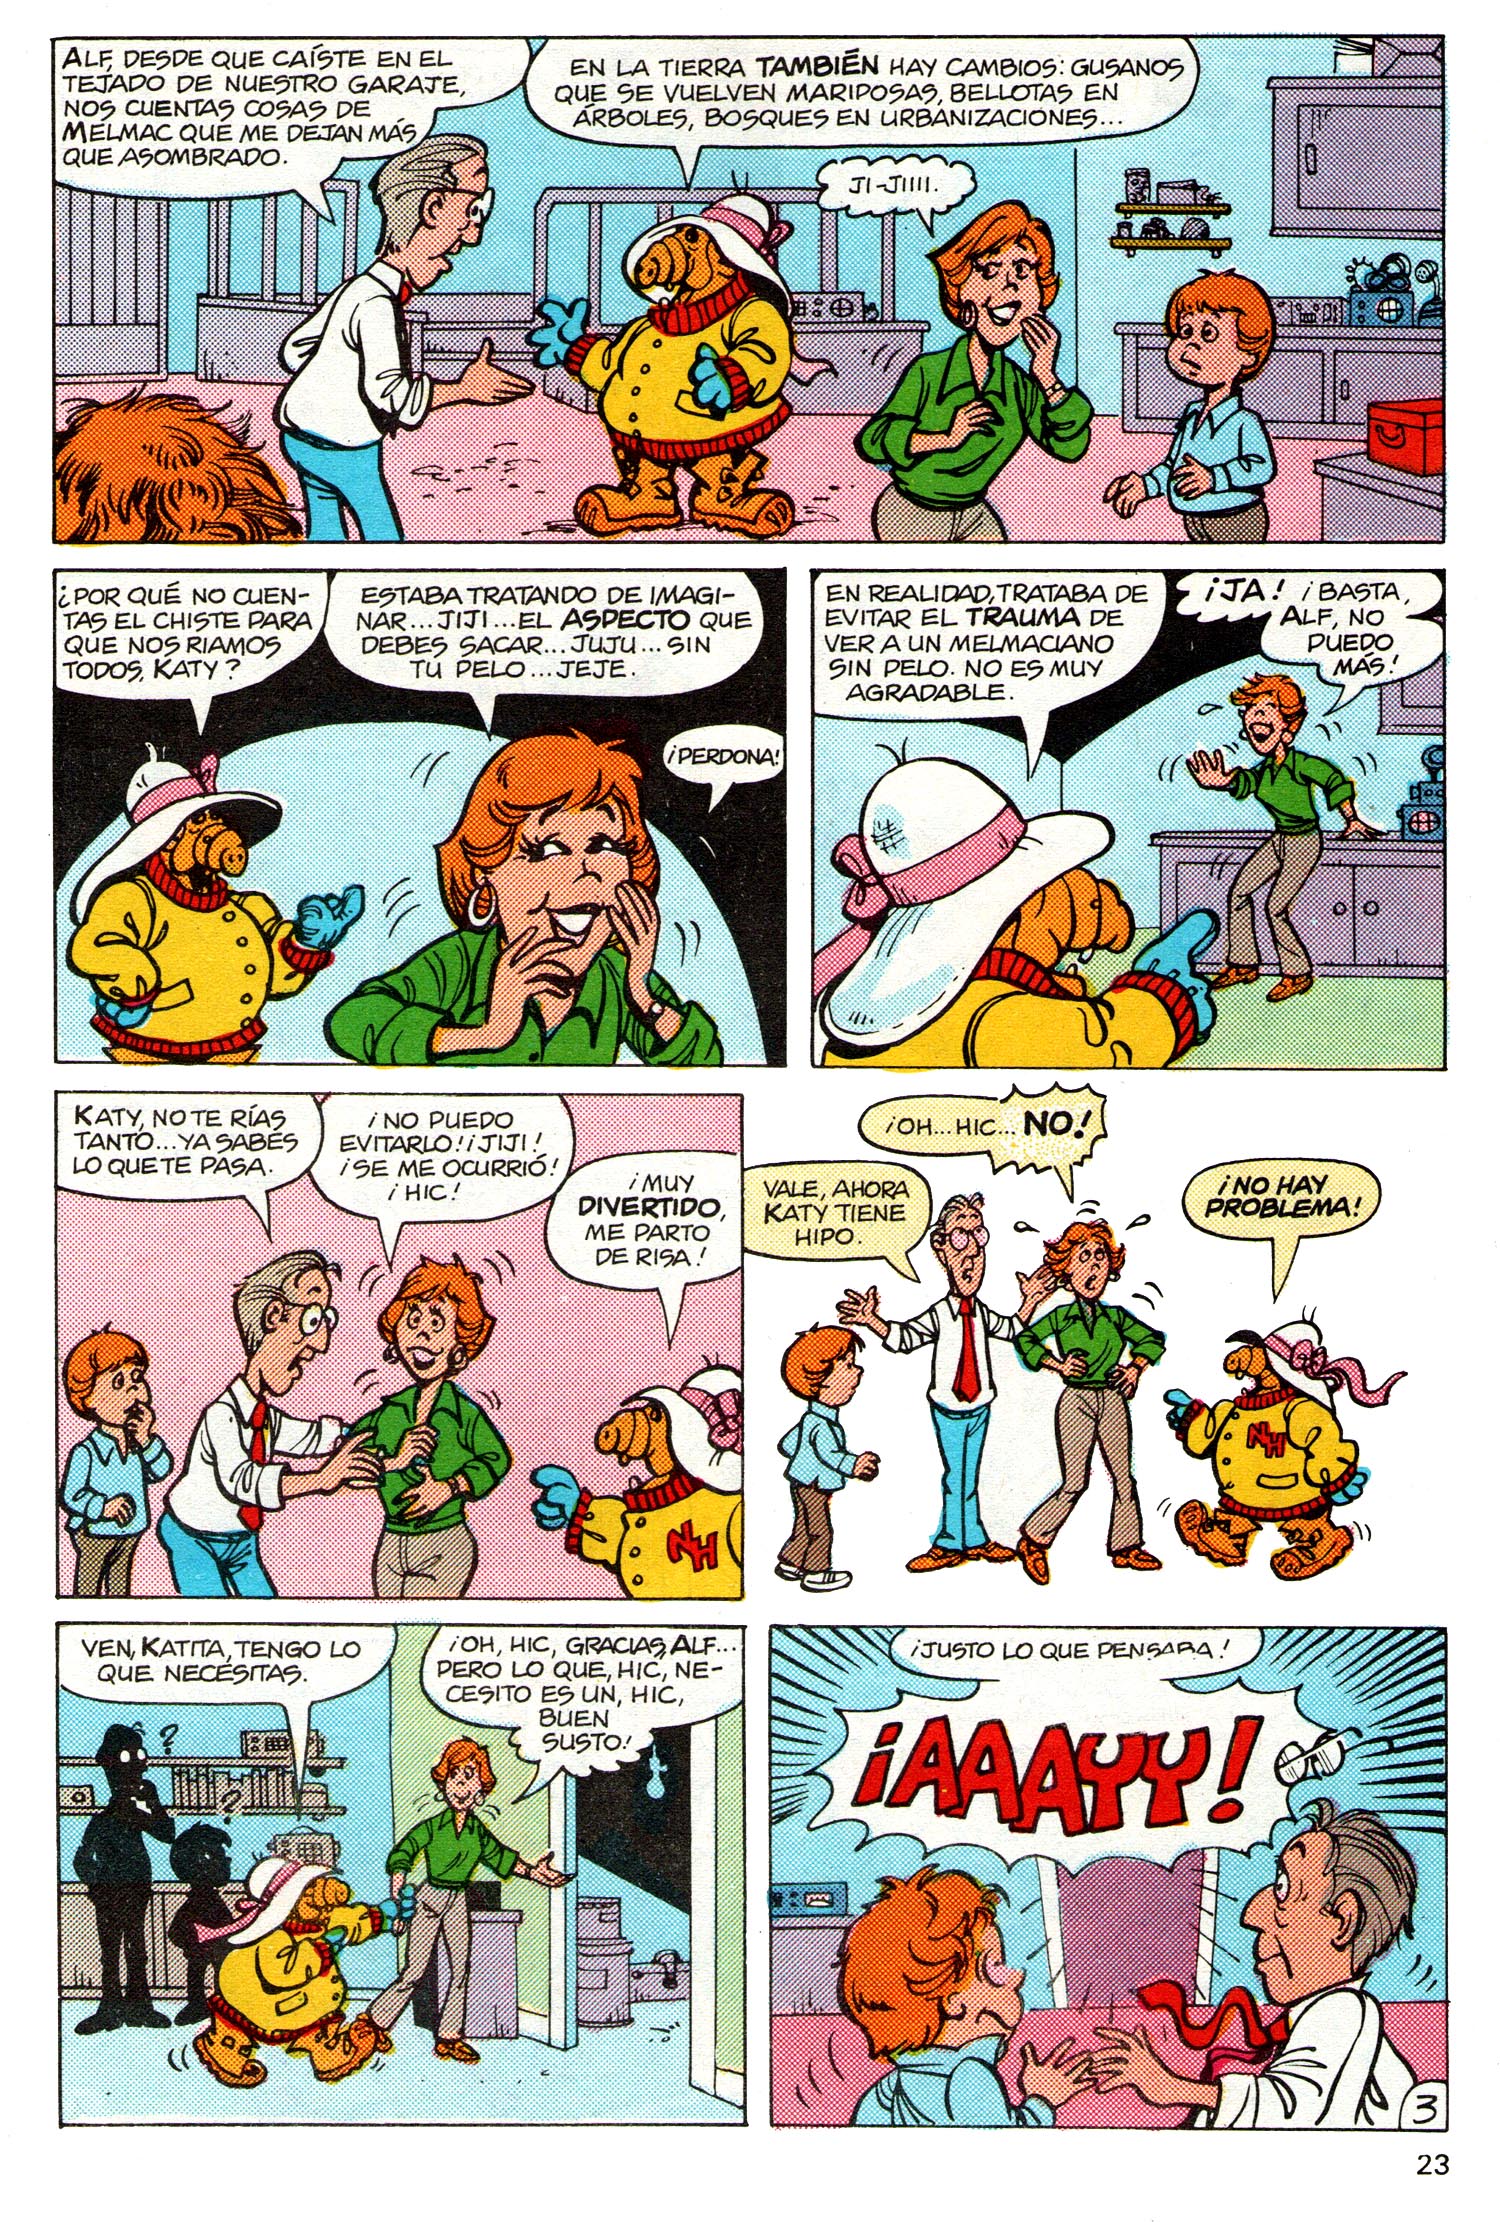 ALF, DESDE QUE CAÍSTE EN EL
TEJADO DE NUESTRO GARAJE,
NOS CUENTAS COSAS DE
MELMAC QUE ME DEJAN MÁS
QUE ASOMBRADO.
EN LA TIERRA TAMBIÉN HAY CAMBIOS: GUSANOS
QUE SE VUELVEN MARIPOSAS, BELLOTAS EN
ÁRBOLES, BOSQUES EN URBANIZACIONES...
JI-JIIII.
¿POR QUÉ NO CUEN-
TAS EL CHISTE PARA
QUE NOS RIAMOS
TODOS, KATY?
ESTABA TRATANDO DE IMAGI-
NAR...JIJI...EL ASPECTO QUE
DEBES SACAR...JUJU...SIN
TU PELO...JEJE.
¡PERDONA!
EN REALIDAD, TRATABA DE
EVITAR EL TRAUMA DE
VER A UN MELMACIANO
SIN PELO. NO ES MUY
AGRADABLE.
¡JA! ¡BASTA,
ALF, NO
PUEDO
MÁS!
KATY, NO TE RÍAS
TANTO...YA SABES
LO QUE TE PASA.
¡NO PUEDO
EVITARLO! ¡JIJI!
¡SE ME OCURRIÓ!
¡HIC!
¡MUY
DIVERTIDO,
ME PARTO
DE RISA!
NH
VALE, AHORA
KATY TIENE
HIPO.
¡OH...HIC...NO!
¡NO HAY
PROBLEMA!
NH
VEN, KATITA, TENGO LO
QUE NECESITAS.
¡OH, HIC, GRACIAS, ALF...
PERO LO QUE, HIC, NE-
CESITO ES UN, HIC,
BUEN
SUSTO!
?
?
¡JUSTO LO QUE PENSABA!
¡AAAYY!
3
23